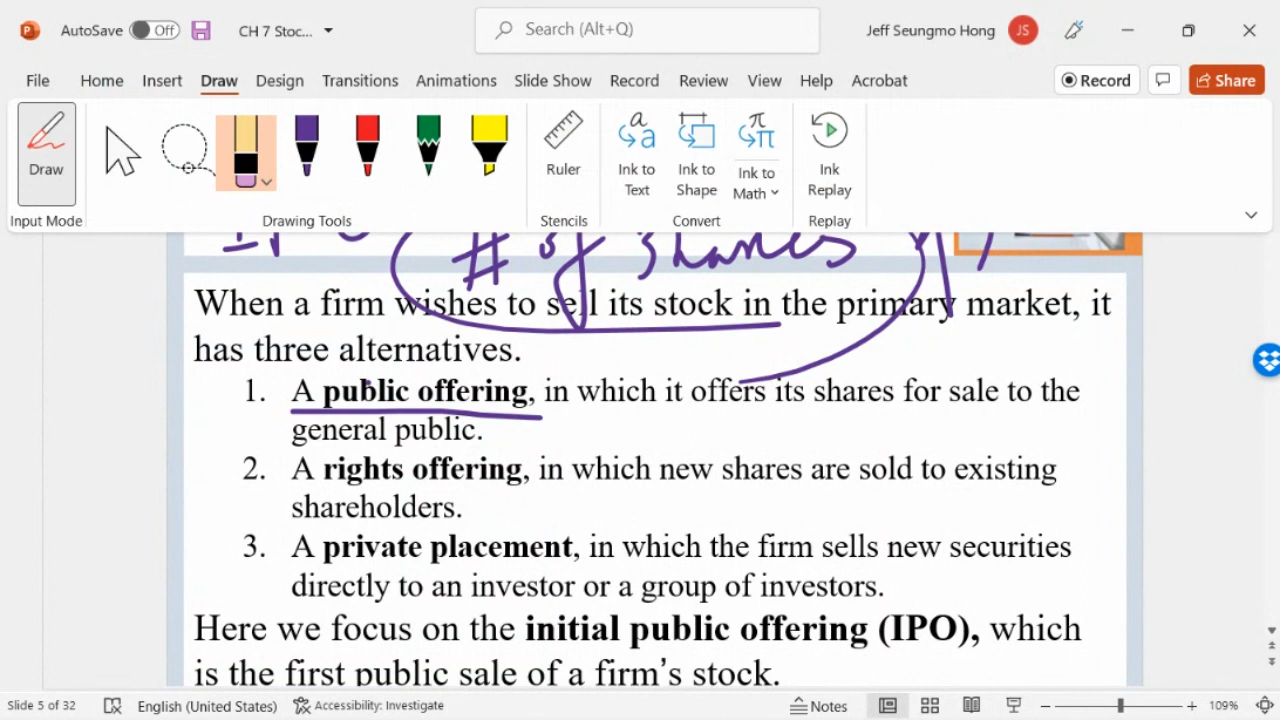 AutoSave Off CH 7 Stoc... Search (Alt+Q) Jeff Seungmo Hong JS
File Home Insert Draw Design Transitions Animations Slide Show Record Review View Help Acrobat Record Share
Draw
Ruler
a
a
Ink to Text
Ink to Shape
π
π
Ink to Math
Ink Replay
Input Mode Drawing Tools Stencils Convert Replay
# of shares
When a firm wishes to sell its stock in the primary market, it
has three alternatives.
1. A public offering, in which it offers its shares for sale to the
general public.
2. A rights offering, in which new shares are sold to existing
shareholders.
3. A private placement, in which the firm sells new securities
directly to an investor or a group of investors.
Here we focus on the initial public offering (IPO), which
is the first public sale of a firm's stock.
Slide 5 of 32 English (United States) Accessibility: Investigate Notes 109%